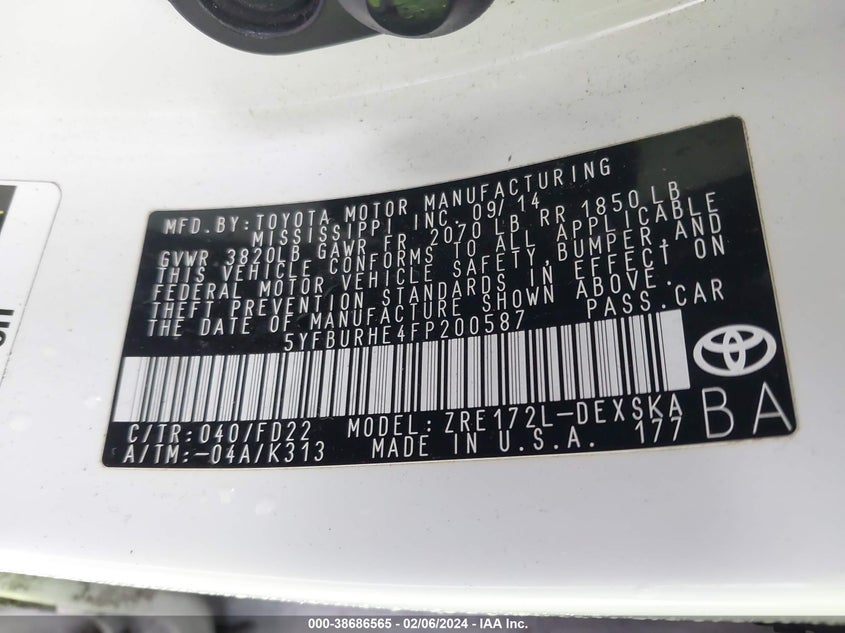 MFD. BY: TOYOTA MOTOR MANUFACTURING
MISSISSIPPI INC. 09/14
GVWR 3820LB GAWR FR 2070 LB RR 1850 LB
THIS VEHICLE CONFORMS TO ALL APPLICABLE
FEDERAL MOTOR VEHICLE SAFETY, BUMPER, AND
THEFT PREVENTION STANDARDS IN EFFECT ON
THE DATE OF MANUFACTURE SHOWN ABOVE.
5YFBURHE4FP200587 PASS. CAR
C/TR: 040/FD22 MODEL: ZRE172L-DEXSKA
A/TM: -04A/K313 MADE IN U.S.A. 177
BA
000-38686565 - 02/06/2024 - IAA Inc.